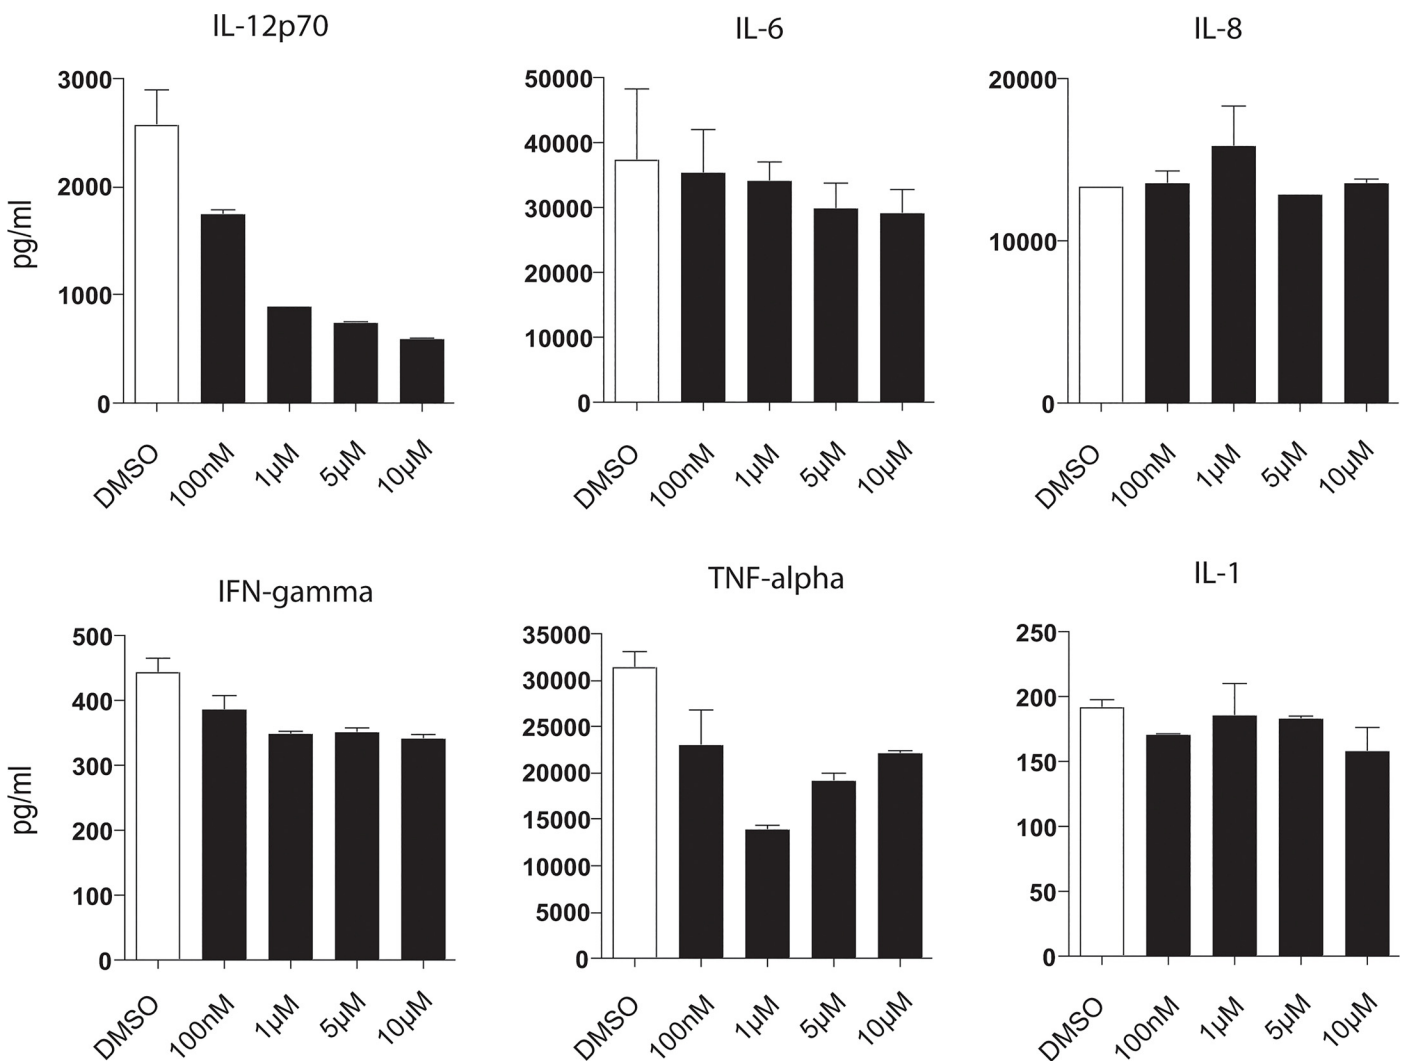 IL-12p70
pg/ml
3000
2000
1000
0
DMSO
100nM
1µM
5µM
10µM
IL-6
50000
40000
30000
20000
10000
0
DMSO
100nM
1µM
5µM
10µM
IL-8
20000
10000
0
DMSO
100nM
1µM
5µM
10µM
IFN-gamma
pg/ml
500
400
300
200
100
0
DMSO
100nM
1µM
5µM
10µM
TNF-alpha
35000
30000
25000
20000
15000
10000
5000
0
DMSO
100nM
1µM
5µM
10µM
IL-1
250
200
150
100
50
0
DMSO
100nM
1µM
5µM
10µM